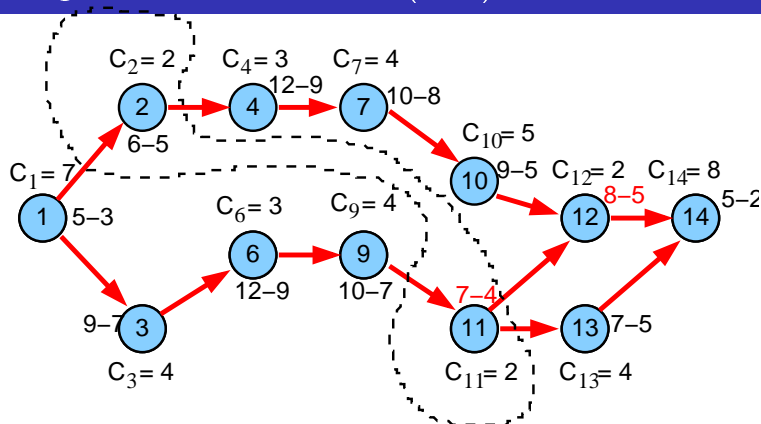 C2= 2
C4= 3
C7= 4
12–9
10–8
2
4
7
6–5
C10= 5
9–5
C12= 2
C14= 8
C1= 7
10
8–5
5–2
1
5–3
C6= 3
C9= 4
12
14
6
9
12–9
10–7
7–4
9–7
3
11
13
7–5
C3= 4
C11= 2
C13= 4